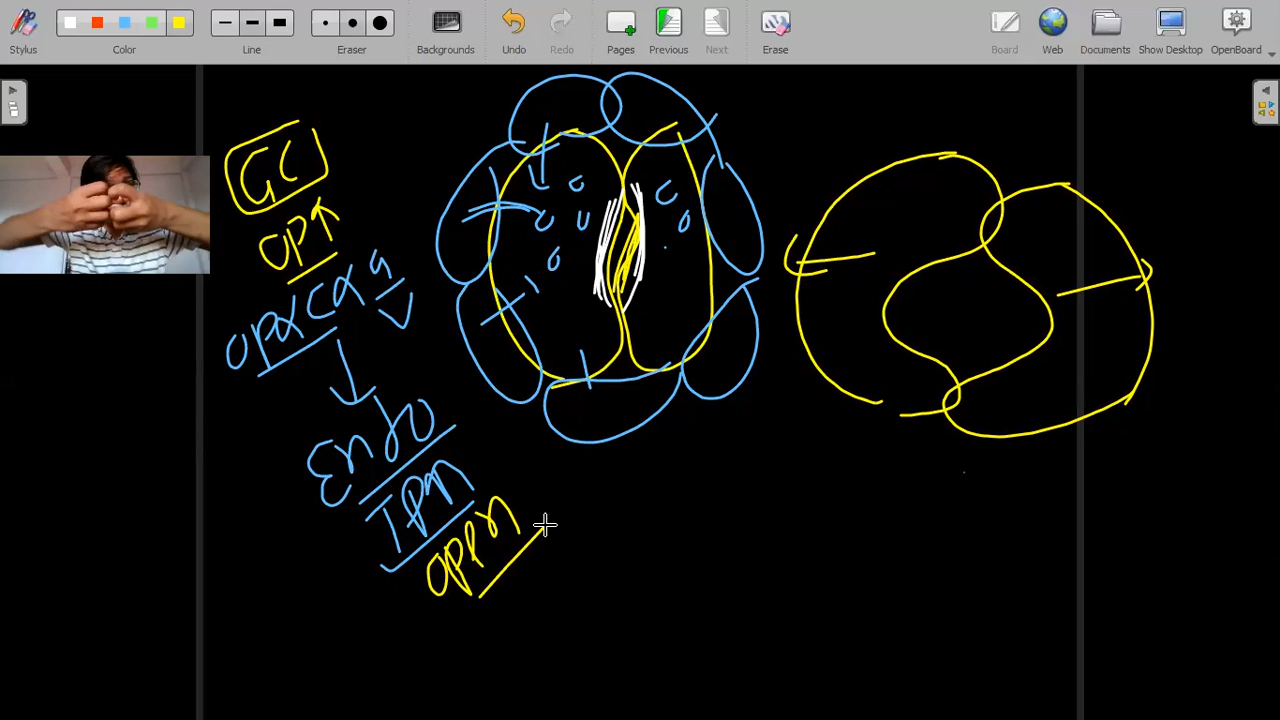 Stylus
Color
Line
Eraser
Backgrounds
Undo
Redo
Pages
Previous
Next
Erase
Board
Web
Documents
Show Desktop
OpenBoard
GC
OP↑
OP∝C∝
Endo